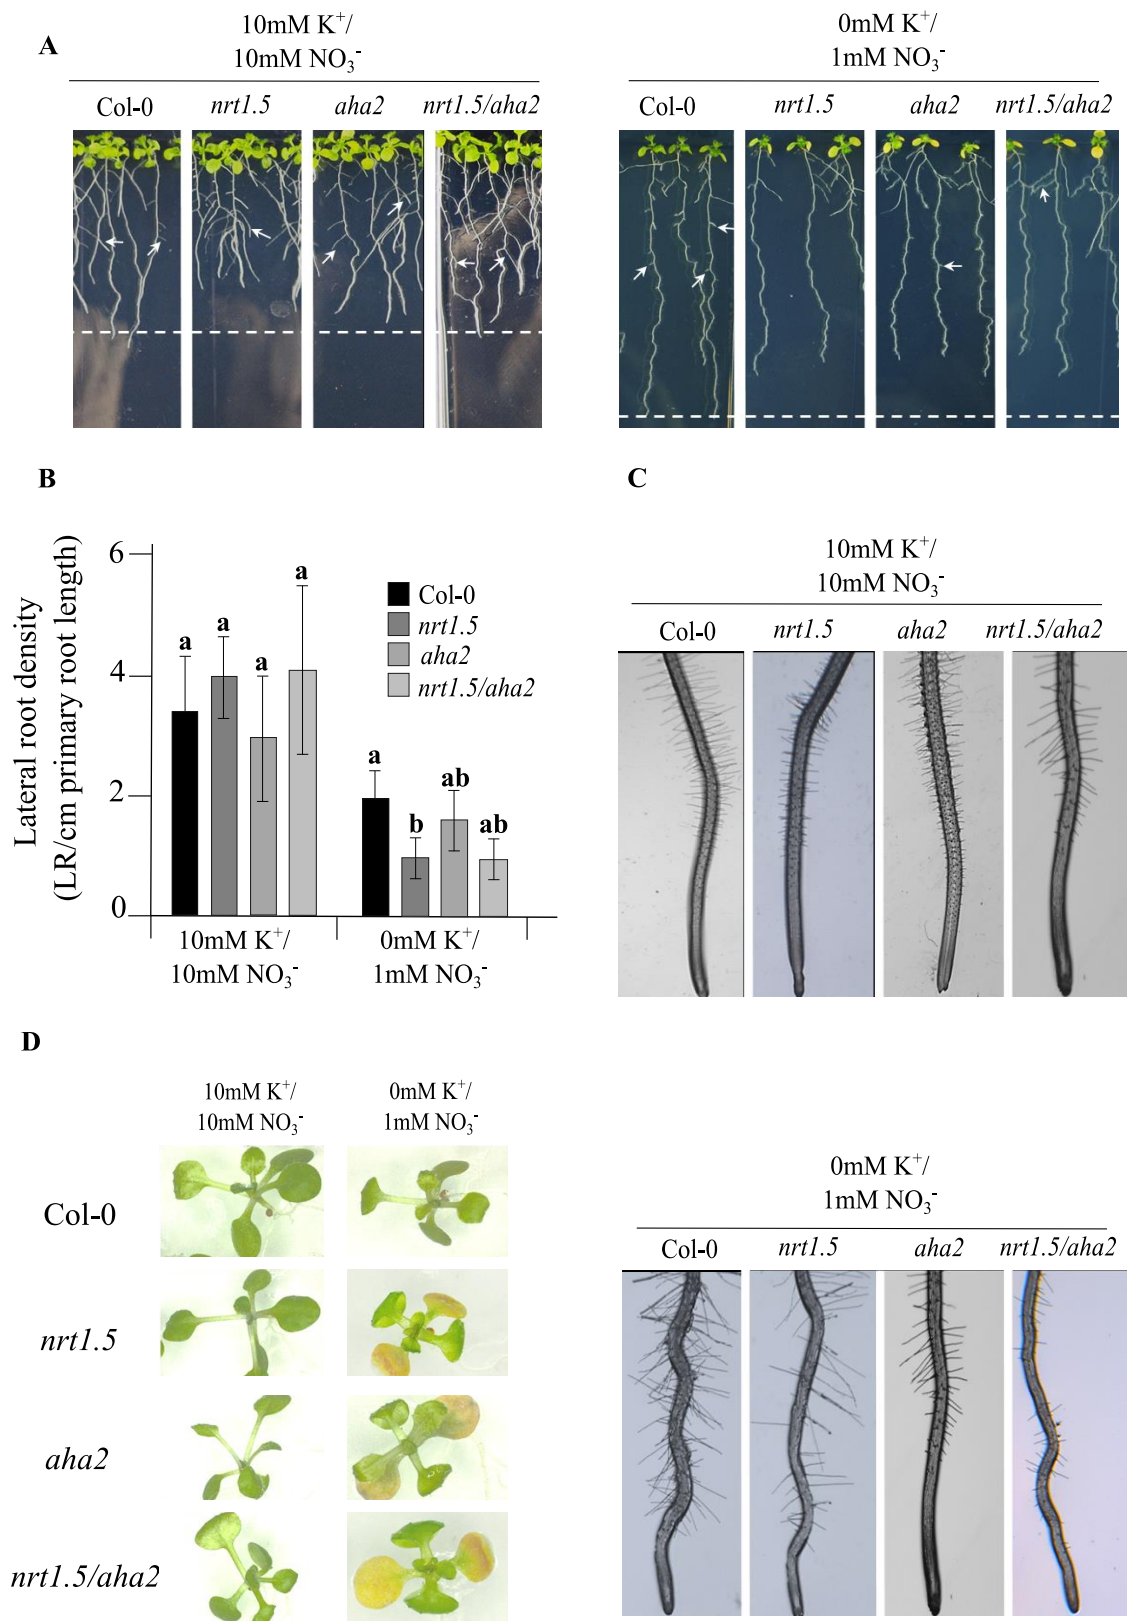 A
10mM K⁺/
10mM NO₃⁻
Col-0 nrt1.5 aha2 nrt1.5/aha2
0mM K⁺/
1mM NO₃⁻
Col-0 nrt1.5 aha2 nrt1.5/aha2
B
Lateral root density
(LR/cm primary root length)
6
4
2
0
a a a a
a b ab ab
Col-0
nrt1.5
aha2
nrt1.5/aha2
10mM K⁺/
10mM NO₃⁻
0mM K⁺/
1mM NO₃⁻
C
10mM K⁺/
10mM NO₃⁻
Col-0 nrt1.5 aha2 nrt1.5/aha2
0mM K⁺/
1mM NO₃⁻
Col-0 nrt1.5 aha2 nrt1.5/aha2
D
10mM K⁺/
10mM NO₃⁻
0mM K⁺/
1mM NO₃⁻
Col-0
nrt1.5
aha2
nrt1.5/aha2